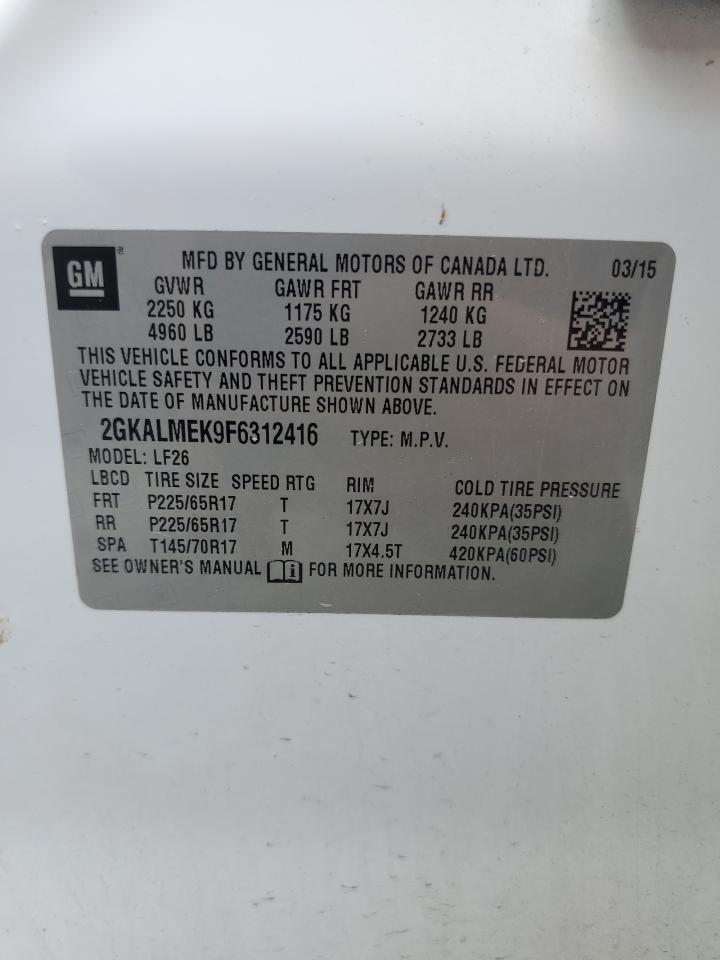 GM ®
MFD BY GENERAL MOTORS OF CANADA LTD. 03/15
GVWR GAWR FRT GAWR RR
2250 KG 1175 KG 1240 KG
4960 LB 2590 LB 2733 LB
THIS VEHICLE CONFORMS TO ALL APPLICABLE U.S. FEDERAL MOTOR
VEHICLE SAFETY AND THEFT PREVENTION STANDARDS IN EFFECT ON
THE DATE OF MANUFACTURE SHOWN ABOVE.
2GKALMEK9F6312416 TYPE: M.P.V.
MODEL: LF26
LBCD TIRE SIZE SPEED RTG RIM COLD TIRE PRESSURE
FRT P225/65R17 T 17X7J 240KPA(35PSI)
RR P225/65R17 T 17X7J 240KPA(35PSI)
SPA T145/70R17 M 17X4.5T 420KPA(60PSI)
SEE OWNER'S MANUAL i FOR MORE INFORMATION.